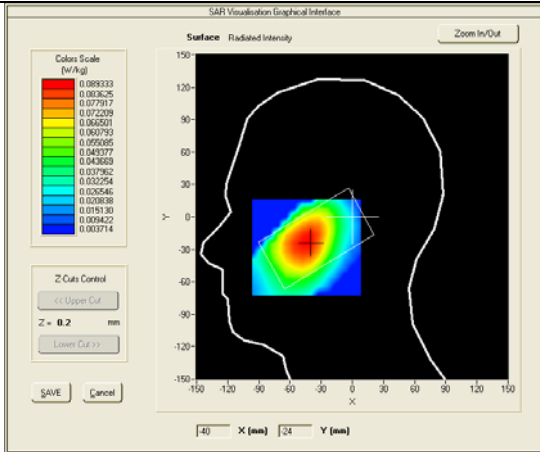 SAR Visualisation Graphical Interface
Surface Radiated Intensity
Zoom In/Out
Colors Scale
(W/kg)
0.089333
0.083625
0.077917
0.072209
0.066501
0.060793
0.055085
0.049377
0.043669
0.037962
0.032254
0.026546
0.020838
0.015130
0.009422
0.003714
Z Cuts Control
<< Upper Cut
Z = 0.2 mm
Lower Cut >>
SAVE Cancel
150
120
90
60
30
0
-30
-60
-90
-120
-150
Y
-150 -120 -90 -60 -30 0 30 60 90 120 150
X
-40 X (mm) -24 Y (mm)